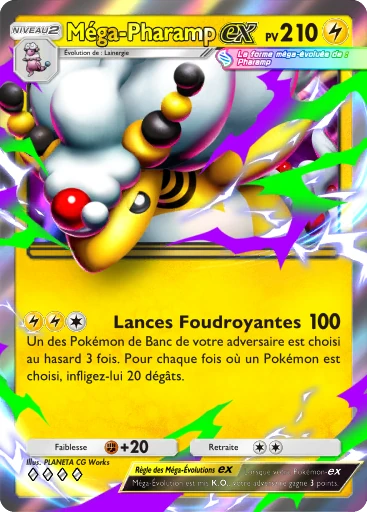 NIVEAU2 Méga-Pharamp ex PV 210
Évolution de : Lainergie
La forme méga-évoluée de : Pharamp
Lances Foudroyantes 100
Un des Pokémon de Banc de votre adversaire est choisi
au hasard 3 fois. Pour chaque fois où un Pokémon est
choisi, infligez-lui 20 dégâts.
Faiblesse +20 Retraite
Illus. PLANETA CG Works
Règle des Méga-Évolutions ex Lorsque votre Pokémon-ex
Méga-Évolution est mis K.O., votre adversaire gagne 3 points.